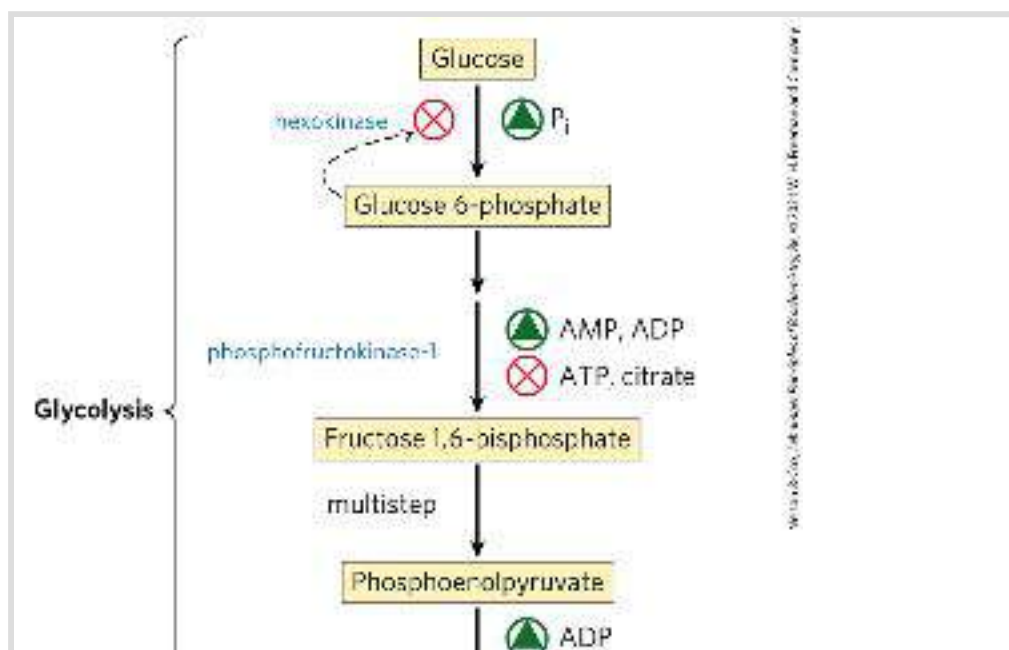 Glucose
hexokinase
Pi
Glucose 6-phosphate
AMP, ADP
phosphofructokinase-1
ATP, citrate
Glycolysis
Fructose 1,6-bisphosphate
multistep
Phosphoenolpyruvate
ADP